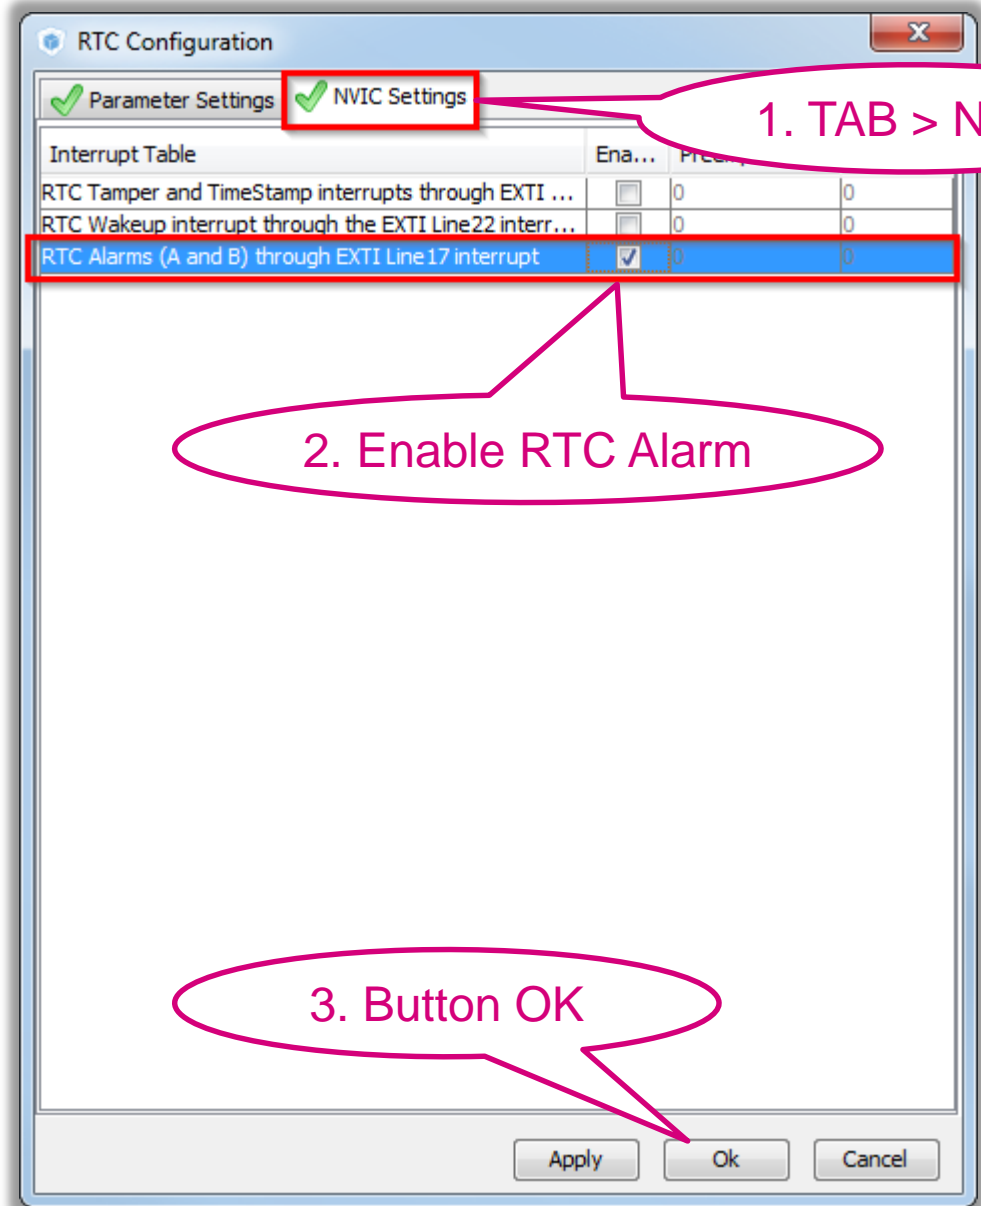 RTC Configuration
Parameter Settings NVIC Settings
1. TAB > N
Interrupt Table Ena...
RTC Tamper and TimeStamp interrupts through EXTI ... 0 0
RTC Wakeup interrupt through the EXTI Line22 interr... 0 0
RTC Alarms (A and B) through EXTI Line17 interrupt 0 0
2. Enable RTC Alarm
3. Button OK
Apply Ok Cancel